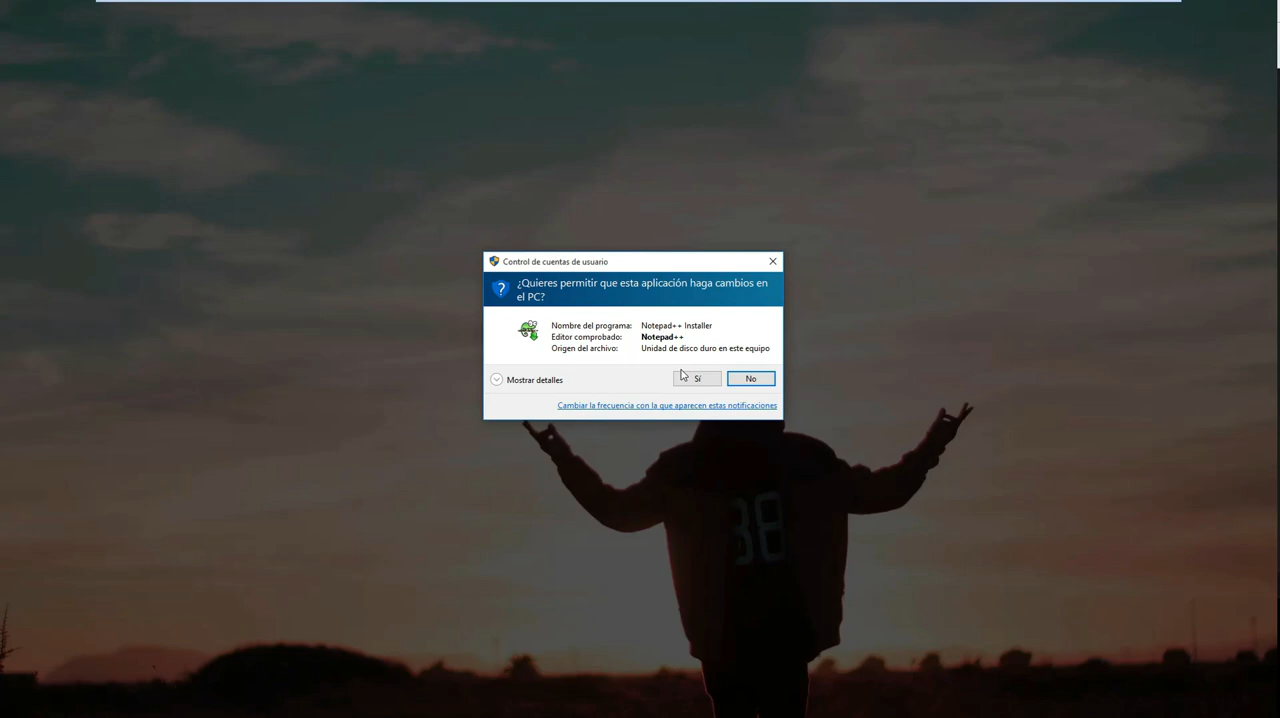 Control de cuentas de usuario
¿Quieres permitir que esta aplicación haga cambios en
el PC?
Nombre del programa: Notepad++ Installer
Editor comprobado: Notepad++
Origen del archivo: Unidad de disco duro en este equipo
Mostrar detalles
Sí
No
Cambiar la frecuencia con la que aparecen estas notificaciones
88